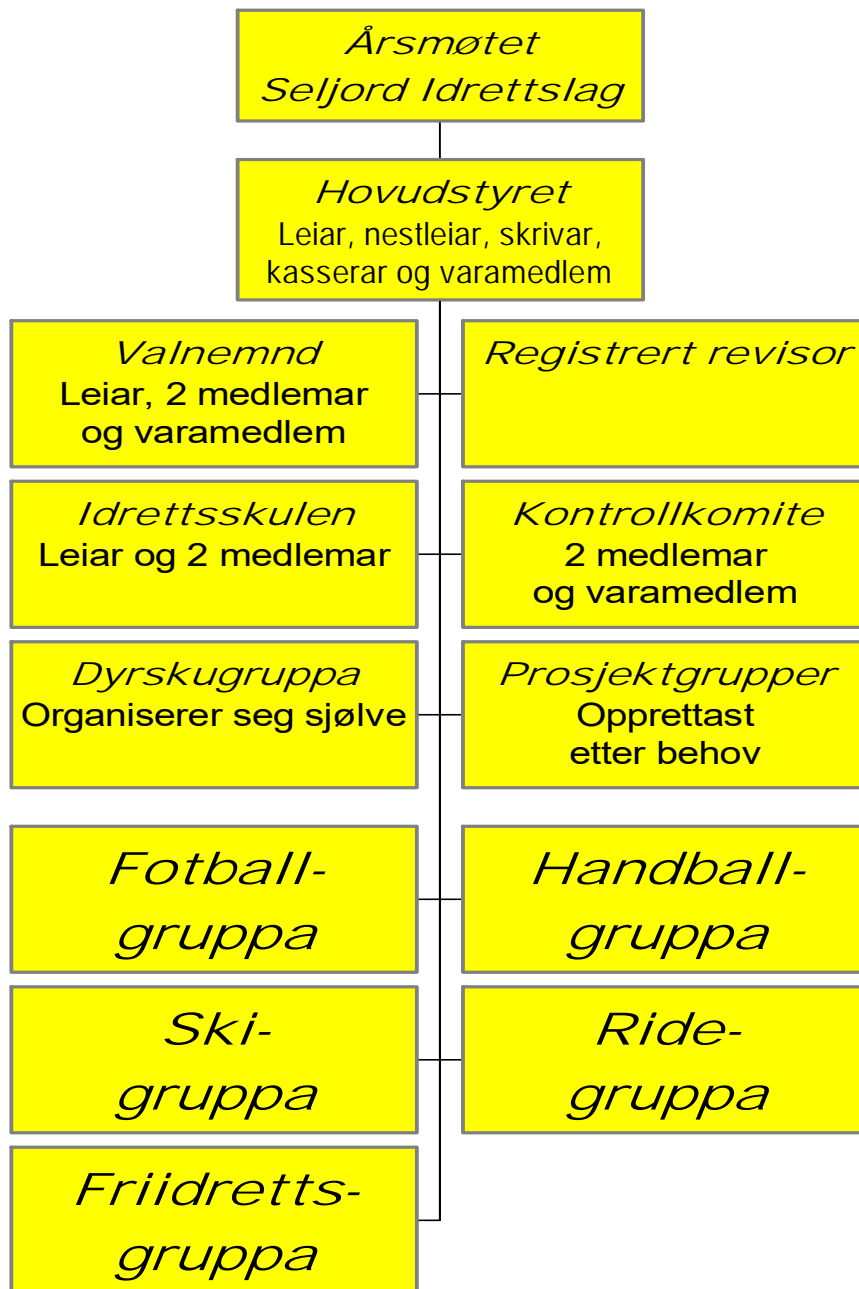 Årsmøtet
Seljord Idrettslag
Hovudstyret
Leiar, nestleiar, skrivar,
kasserar og varamedlem
Valnemnd
Leiar, 2 medlemar
og varamedlem
Registrert revisor
Idrettsskulen
Leiar og 2 medlemar
Kontrollkomite
2 medlemar
og varamedlem
Dyrskugruppa
Organiserer seg sjølve
Prosjektgrupper
Opprettast
etter behov
Fotball-
gruppa
Handball-
gruppa
Ski-
gruppa
Ride-
gruppa
Friidretts-
gruppa